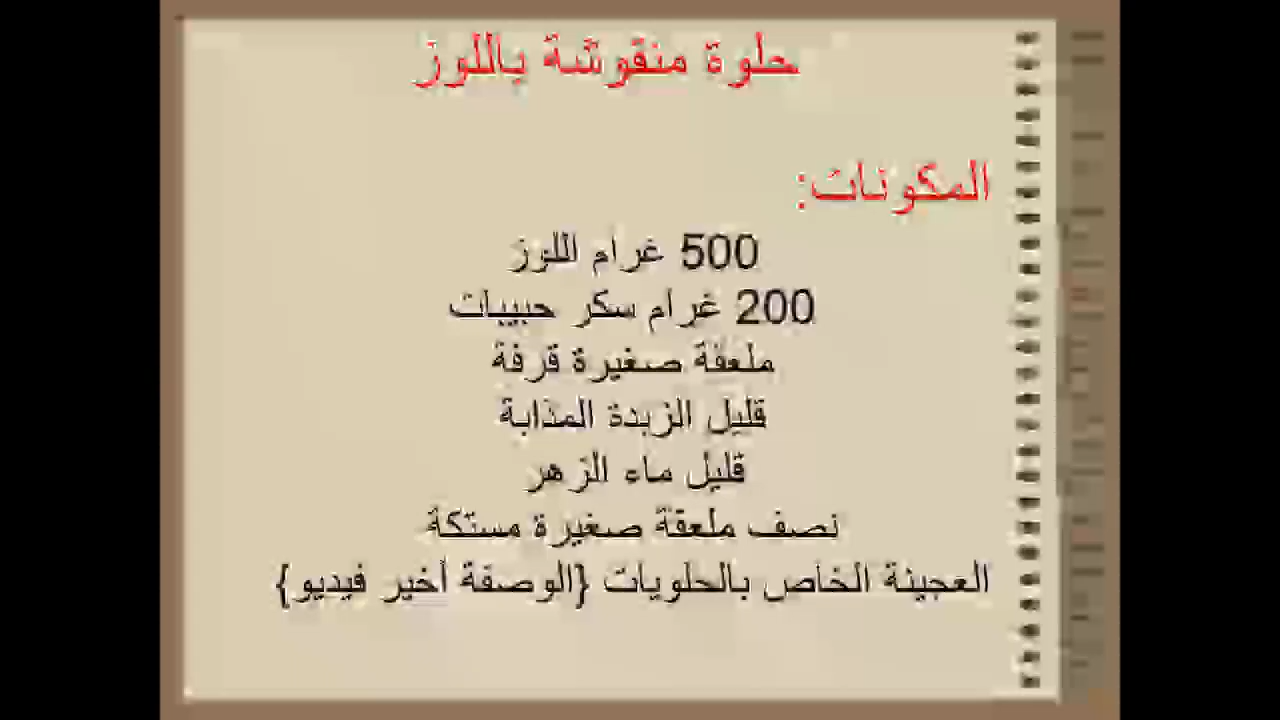 حلوة منقوشة باللوز
المكونات:
500 غرام اللوز
200 غرام سكر حبيبات
ملعقة صغيرة قرفة
قليل الزبدة المذابة
قليل ماء الزهر
نصف ملعقة صغيرة مستكة
العجينة الخاص بالحلويات {الوصفة أخير فيديو}